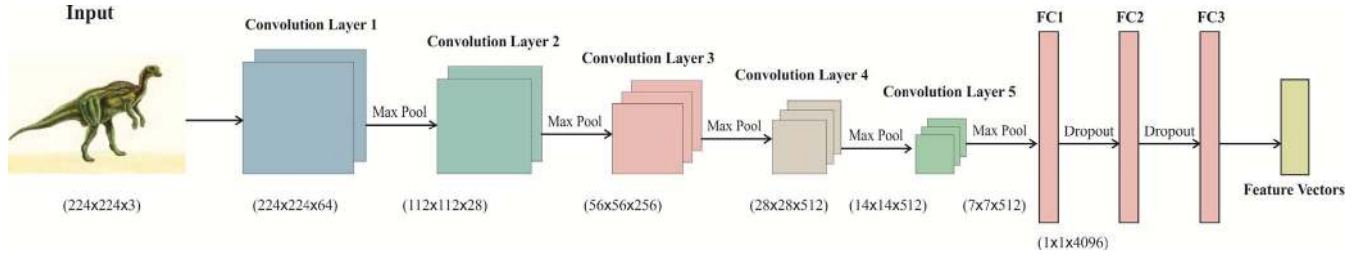 Input
Convolution Layer 1
Convolution Layer 2
Convolution Layer 3
Convolution Layer 4
Convolution Layer 5
FC1
FC2
FC3
Max Pool
Max Pool
Max Pool
Max Pool
Max Pool
Dropout
Dropout
Feature Vectors
(224x224x3)
(224x224x64)
(112x112x28)
(56x56x256)
(28x28x512)
(14x14x512)
(7x7x512)
(1x1x4096)